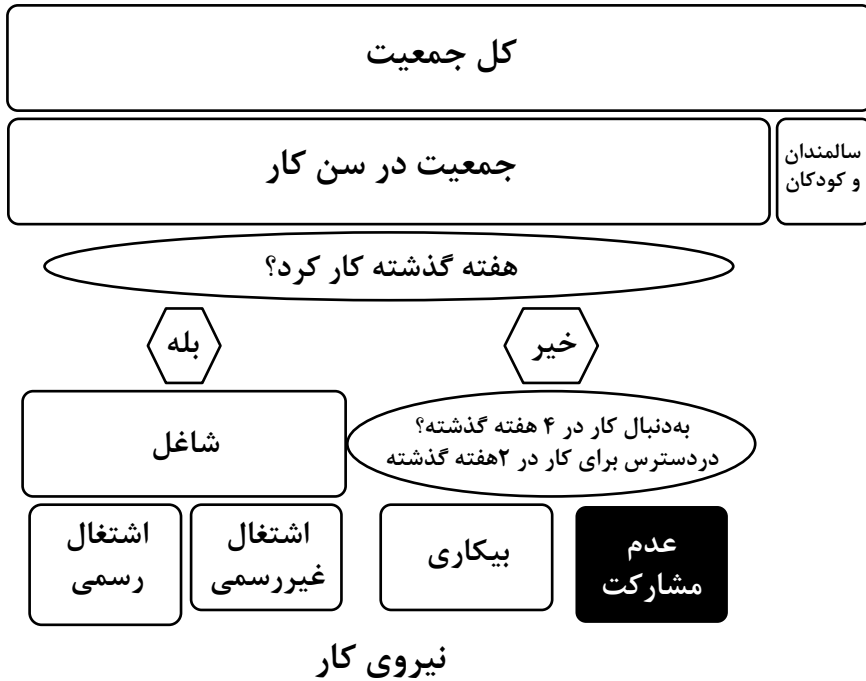 کل جمعیت
جمعیت در سن کار
سالمندان
و کودکان
هفته گذشته کار کرد؟
خیر
بله
به‌دنبال کار در ۴ هفته گذشته؟
دردسترس برای کار در ۲هفته گذشته
شاغل
عدم
مشارکت
بیکاری
اشتغال
غیررسمی
اشتغال
رسمی
نیروی کار